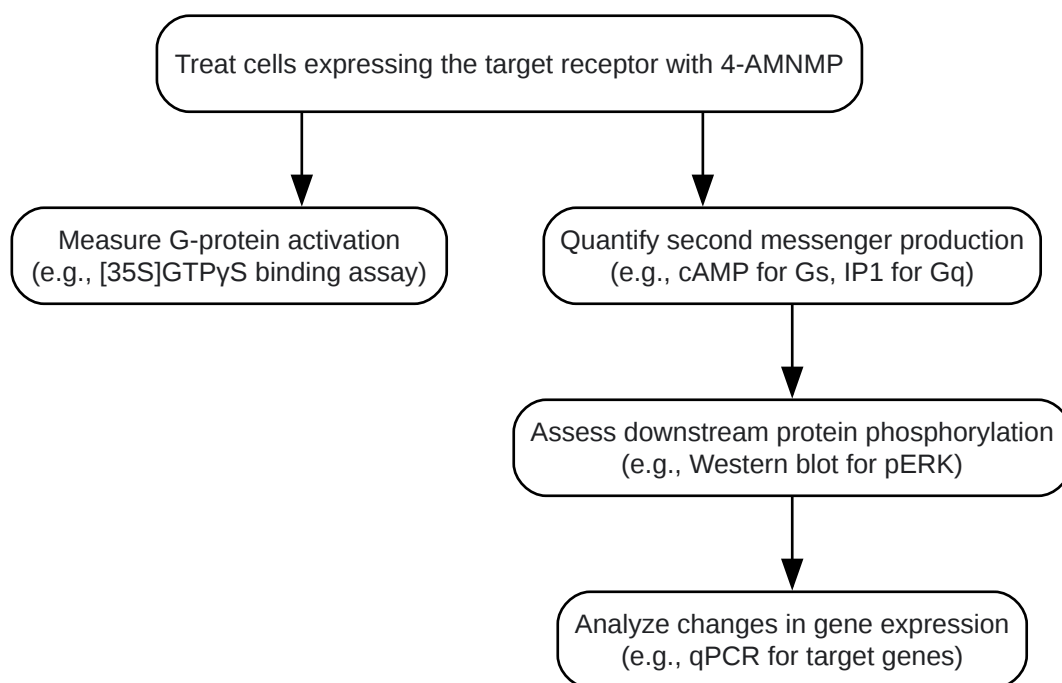 Treat cells expressing the target receptor with 4-AMNMP
Measure G-protein activation
(e.g., [35S]GTPγS binding assay)
Quantify second messenger production
(e.g., cAMP for Gs, IP1 for Gq)
Assess downstream protein phosphorylation
(e.g., Western blot for pERK)
Analyze changes in gene expression
(e.g., qPCR for target genes)